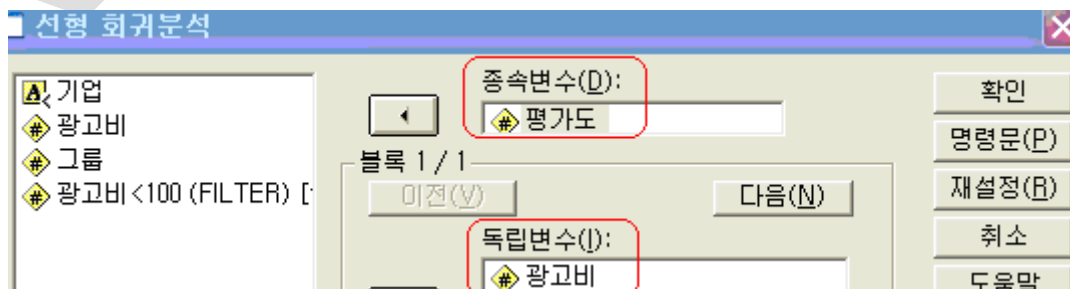 선형 회귀분석
기업
광고비
그룹
광고비<100 (FILTER) [
종속변수(D):
평가도
블록 1 / 1
이전(V)
다음(N)
독립변수(I):
광고비
확인
명령문(P)
재설정(R)
취소
도움말